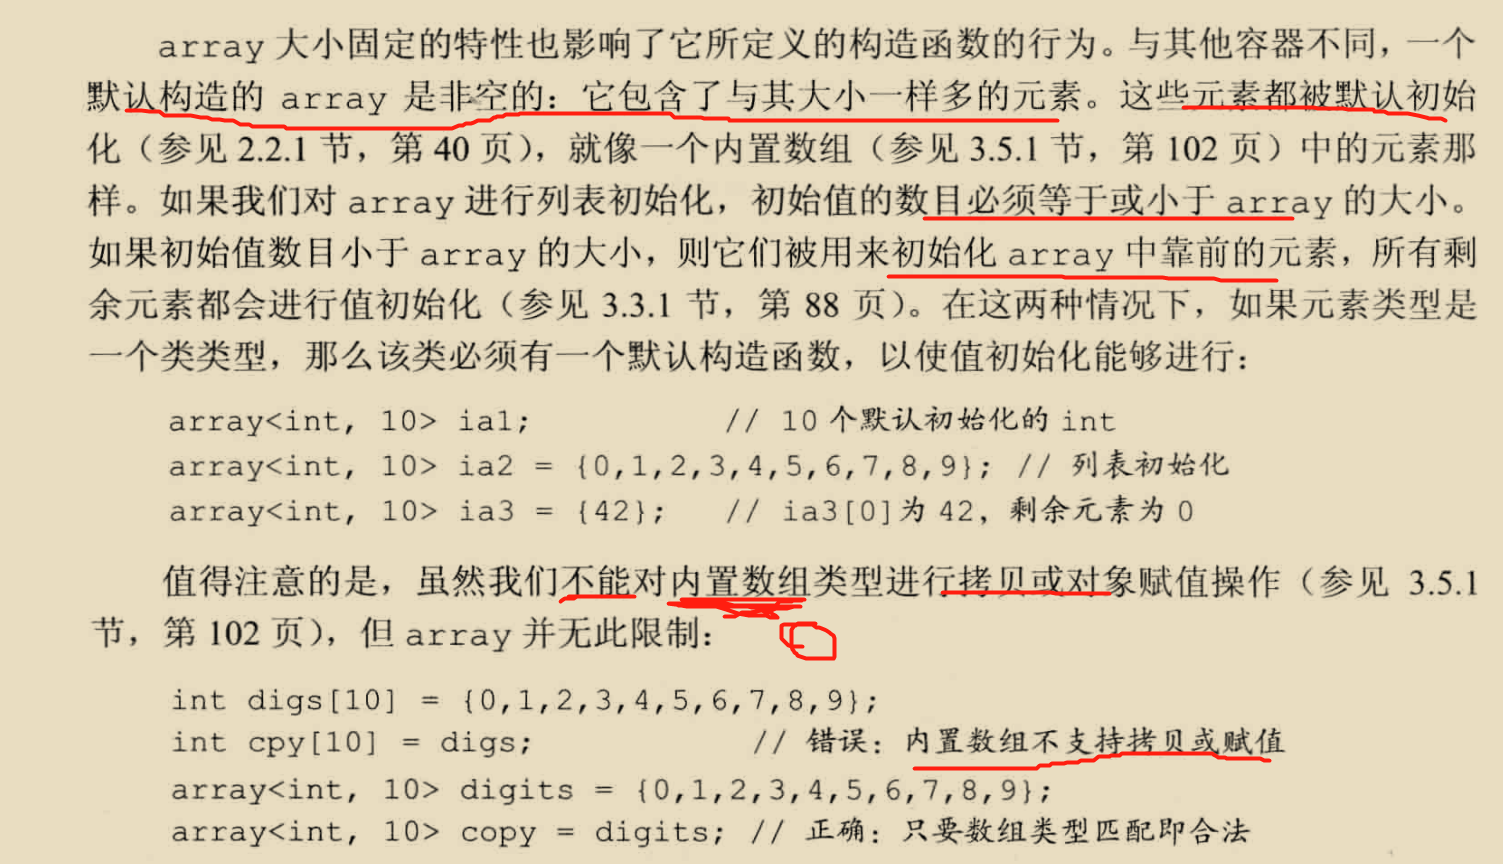 array 大小固定的特性也影响了它所定义的构造函数的行为。与其他容器不同，一个
默认构造的 array 是非空的：它包含了与其大小一样多的元素。这些元素都被默认初始
化（参见 2.2.1 节，第 40 页），就像一个内置数组（参见 3.5.1 节，第 102 页）中的元素那
样。如果我们对 array 进行列表初始化，初始值的数目必须等于或小于 array 的大小。
如果初始值数目小于 array 的大小，则它们被用来初始化 array 中靠前的元素，所有剩
余元素都会进行值初始化（参见 3.3.1 节，第 88 页）。在这两种情况下，如果元素类型是
一个类类型，那么该类必须有一个默认构造函数，以使值初始化能够进行：
array<int, 10> ia1; // 10 个默认初始化的 int
array<int, 10> ia2 = {0,1,2,3,4,5,6,7,8,9}; // 列表初始化
array<int, 10> ia3 = {42}; // ia3[0]为 42, 剩余元素为 0
值得注意的是，虽然我们不能对内置数组类型进行拷贝或对象赋值操作（参见 3.5.1
节，第 102 页），但 array 并无此限制：
int digs[10] = {0,1,2,3,4,5,6,7,8,9};
int cpy[10] = digs; // 错误：内置数组不支持拷贝或赋值
array<int, 10> digits = {0,1,2,3,4,5,6,7,8,9};
array<int, 10> copy = digits; // 正确：只要数组类型匹配即合法